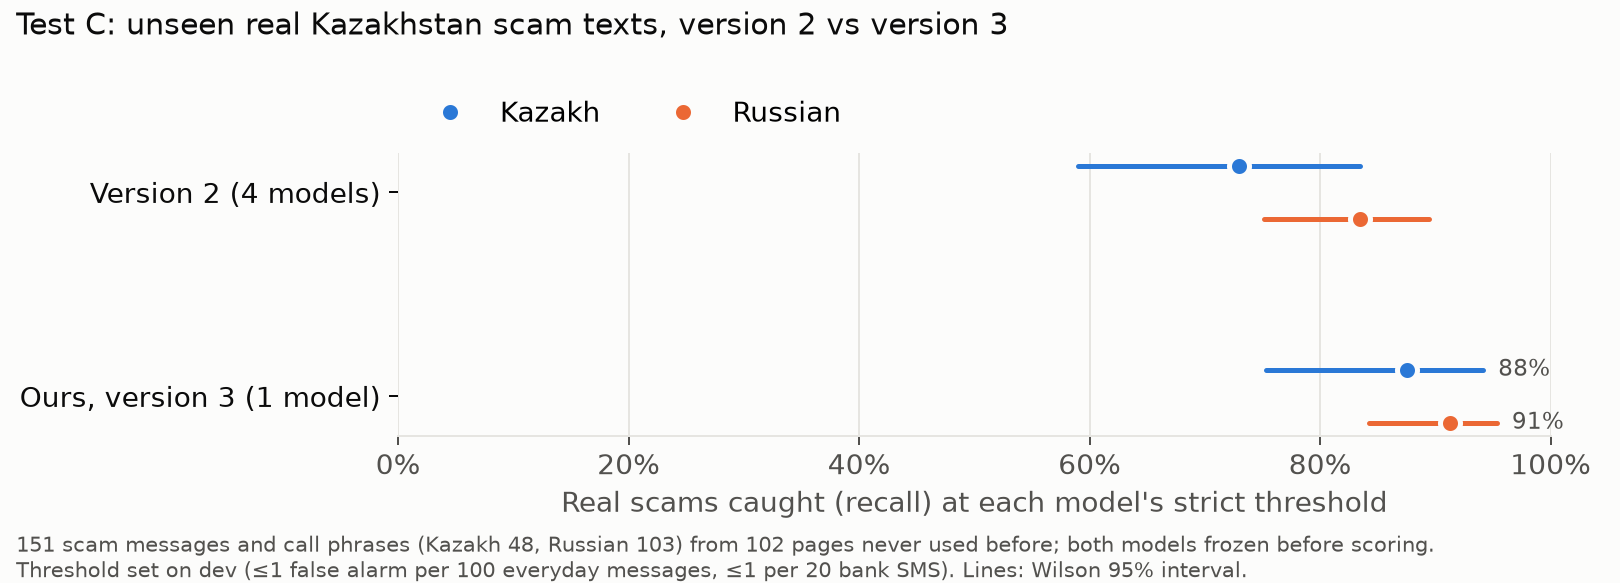 Test C: unseen real Kazakhstan scam texts, version 2 vs version 3
Kazakh
Russian
Version 2 (4 models)
88%
Ours, version 3 (1 model)
91%
0%
20%
40%
60%
80%
100%
Real scams caught (recall) at each model's strict threshold
151 scam messages and call phrases (Kazakh 48, Russian 103) from 102 pages never used before; both models frozen before scoring.
Threshold set on dev (≤1 false alarm per 100 everyday messages, ≤1 per 20 bank SMS). Lines: Wilson 95% interval.